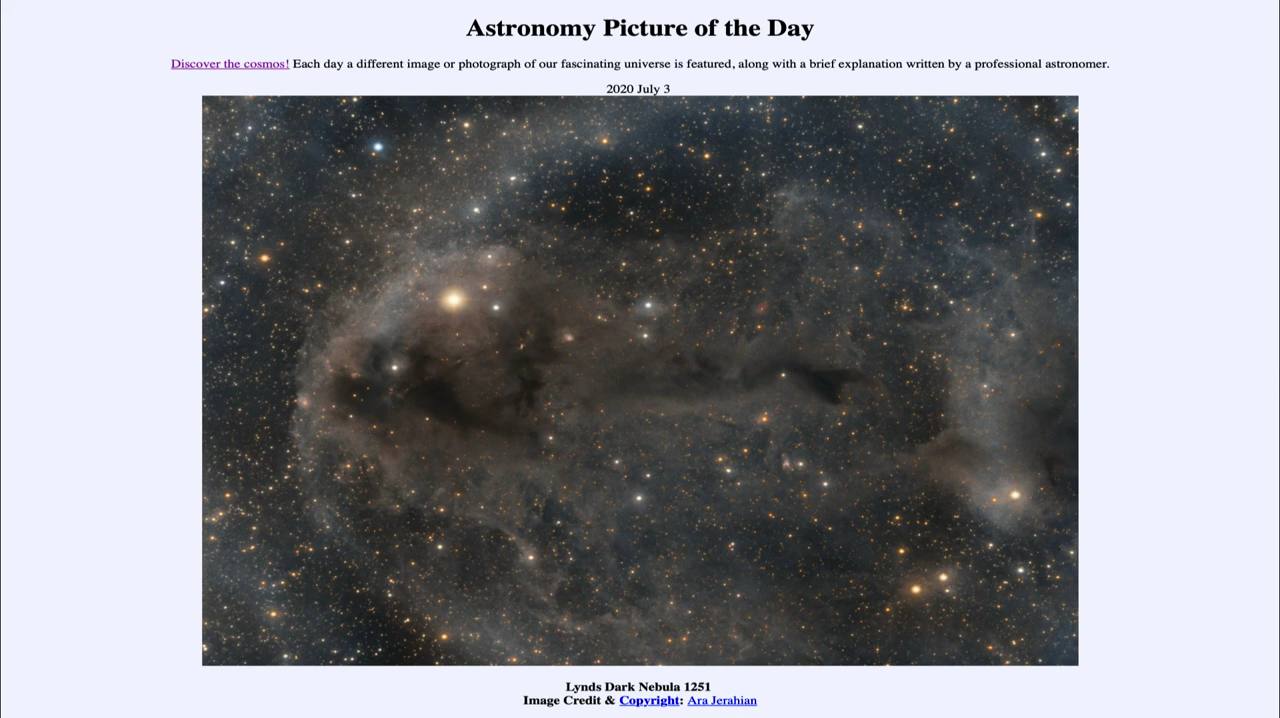 Astronomy Picture of the Day
Discover the cosmos! Each day a different image or photograph of our fascinating universe is featured, along with a brief explanation written by a professional astronomer.
2020 July 3
Lynds Dark Nebula 1251
Image Credit & Copyright: Ara Jerahian